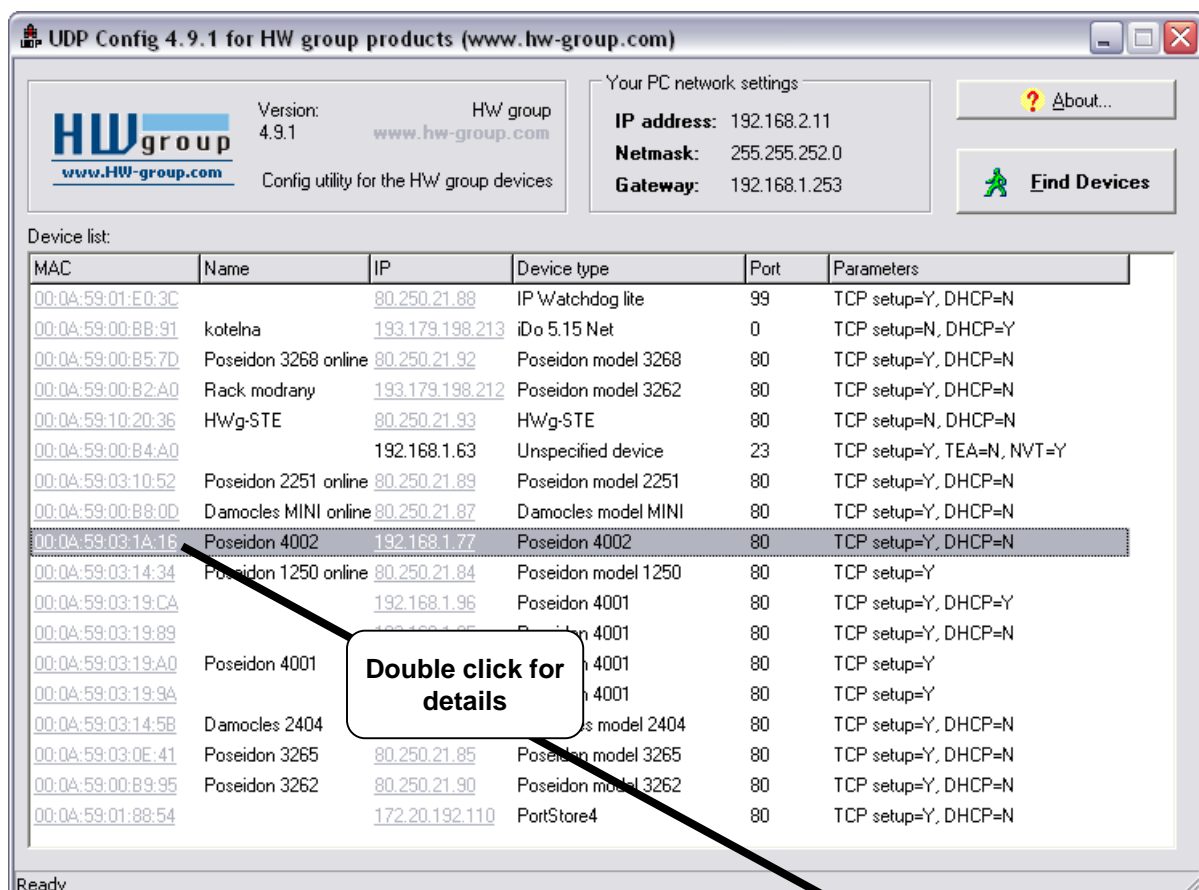 UDP Config 4.9.1 for HW group products (www.hw-group.com)
HW group
www.HW-group.com
Version: HW group
4.9.1 www.hw-group.com
Config utility for the HW group devices
Your PC network settings
IP address: 192.168.2.11
Netmask: 255.255.252.0
Gateway: 192.168.1.253
About...
Find Devices
Device list:
MAC Name IP Device type Port Parameters
00:0A:59:01:E0:3C 80.250.21.88 IP Watchdog lite 99 TCP setup=Y, DHCP=N
00:0A:59:00:BB:91 kotelna 193.179.198.213 iDo 5.15 Net 0 TCP setup=N, DHCP=Y
00:0A:59:00:B5:7D Poseidon 3268 online 80.250.21.92 Poseidon model 3268 80 TCP setup=Y, DHCP=N
00:0A:59:00:B2:A0 Rack modrany 193.179.198.212 Poseidon model 3262 80 TCP setup=Y, DHCP=N
00:0A:59:10:20:36 HWg-STE 80.250.21.93 HWg-STE 80 TCP setup=N, DHCP=N
00:0A:59:00:B4:A0 192.168.1.63 Unspecified device 23 TCP setup=Y, TEA=N, NVT=Y
00:0A:59:03:10:52 Poseidon 2251 online 80.250.21.89 Poseidon model 2251 80 TCP setup=Y, DHCP=N
00:0A:59:00:B8:0D Damocles MINI online 80.250.21.87 Damocles model MINI 80 TCP setup=Y, DHCP=N
00:0A:59:03:1A:16 Poseidon 4002 192.168.1.77 Poseidon 4002 80 TCP setup=Y, DHCP=N
00:0A:59:03:14:34 Poseidon 1250 online 80.250.21.84 Poseidon model 1250 80 TCP setup=Y
00:0A:59:03:19:CA 192.168.1.96 Poseidon 4001 80 TCP setup=Y, DHCP=Y
00:0A:59:03:19:89 4001 80 TCP setup=Y, DHCP=N
00:0A:59:03:19:A0 Poseidon 4001 4001 80 TCP setup=Y
00:0A:59:03:19:9A 4001 80 TCP setup=Y
00:0A:59:03:14:5B Damocles 2404 model 2404 80 TCP setup=Y, DHCP=N
00:0A:59:03:0E:41 Poseidon 3265 80.250.21.85 Poseidon model 3265 80 TCP setup=Y, DHCP=N
00:0A:59:00:B9:95 Poseidon 3262 80.250.21.90 Poseidon model 3262 80 TCP setup=Y, DHCP=N
00:0A:59:01:88:54 172.20.192.110 PortStore4 80 TCP setup=Y, DHCP=N
Double click for
details
Ready